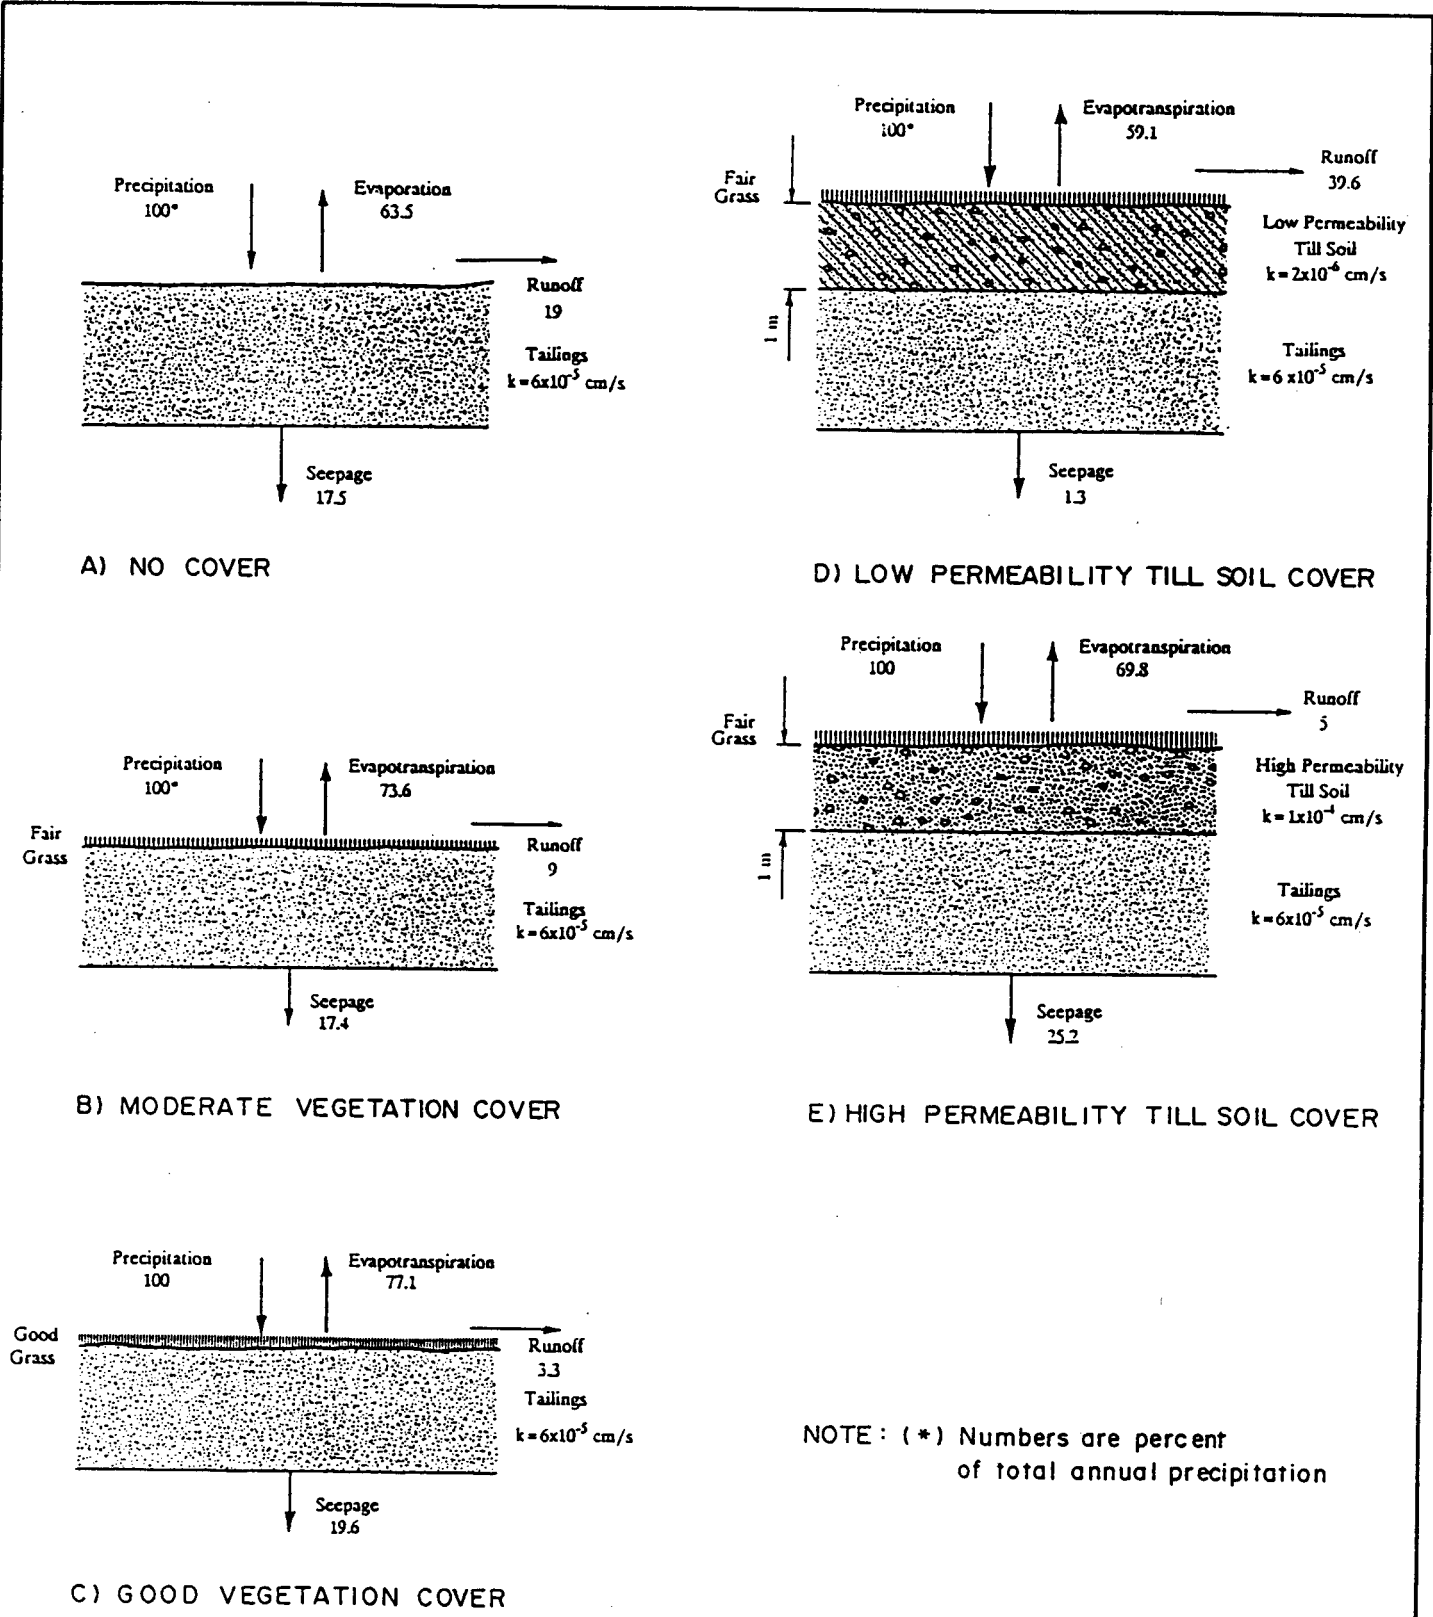 Precipitation
100*
Evaporation
63.5
Runoff
19
Tailings
k=6x10⁻⁵ cm/s
Seepage
17.5
A) NO COVER
Precipitation
100*
Evapotranspiration
73.6
Fair
Grass
Runoff
9
Tailings
k=6x10⁻⁵ cm/s
Seepage
17.4
B) MODERATE VEGETATION COVER
Precipitation
100
Evapotranspiration
77.1
Good
Grass
Runoff
3.3
Tailings
k=6x10⁻⁵ cm/s
Seepage
19.6
C) GOOD VEGETATION COVER
Precipitation
100*
Evapotranspiration
59.1
Fair
Grass
Runoff
39.6
Low Permeability
Till Soil
k=2x10⁻⁶ cm/s
1 m
Tailings
k=6x10⁻⁵ cm/s
Seepage
1.3
D) LOW PERMEABILITY TILL SOIL COVER
Precipitation
100
Evapotranspiration
69.8
Fair
Grass
Runoff
5
High Permeability
Till Soil
k=1x10⁻⁴ cm/s
1 m
Tailings
k=6x10⁻⁵ cm/s
Seepage
25.2
E) HIGH PERMEABILITY TILL SOIL COVER
NOTE: (*) Numbers are percent
of total annual precipitation